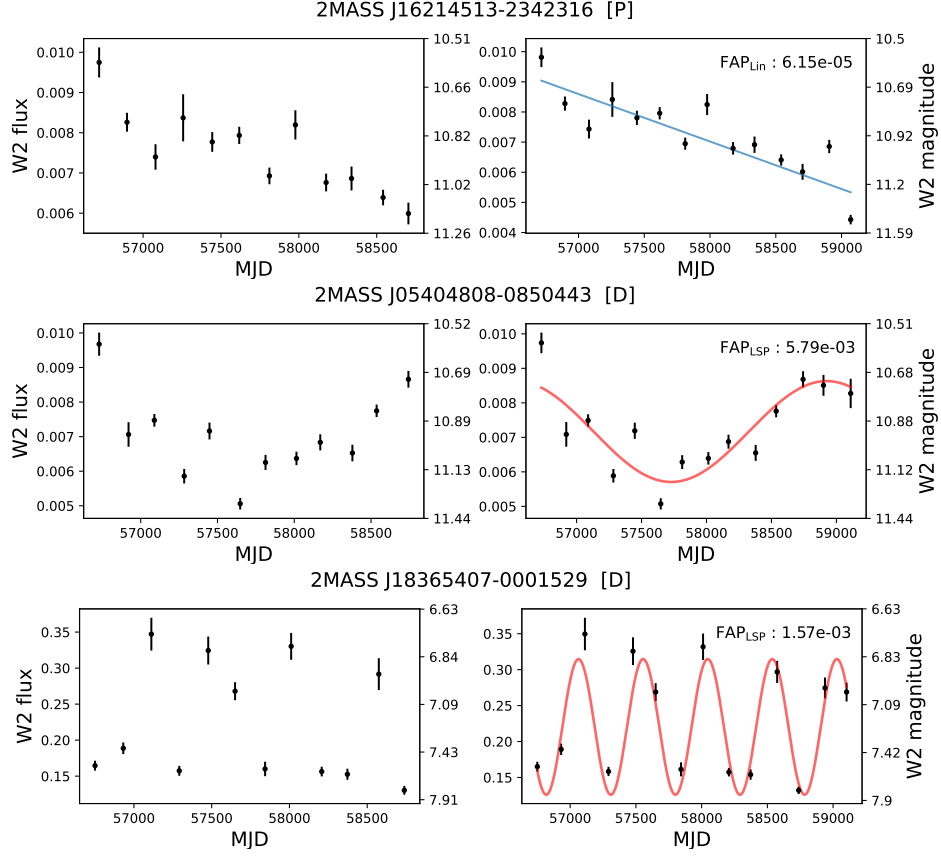 2MASS J16214513-2342316 [P]
W2 flux
0.010
0.009
0.008
0.007
0.006
10.51
10.66
10.82
11.02
11.26
57000 57500 58000 58500
MJD
FAPLin : 6.15e-05
0.010
0.009
0.008
0.007
0.006
0.005
0.004
10.5
10.69
10.92
11.2
11.59
W2 magnitude
57000 57500 58000 58500 59000
MJD
2MASS J05404808-0850443 [D]
W2 flux
0.010
0.009
0.008
0.007
0.006
0.005
10.52
10.69
10.89
11.13
11.44
57000 57500 58000 58500
MJD
FAPLSP : 5.79e-03
0.010
0.009
0.008
0.007
0.006
0.005
10.51
10.68
10.88
11.12
11.44
W2 magnitude
57000 57500 58000 58500 59000
MJD
2MASS J18365407-0001529 [D]
W2 flux
0.35
0.30
0.25
0.20
0.15
6.63
6.84
7.09
7.43
7.91
57000 57500 58000 58500
MJD
FAPLSP : 1.57e-03
0.35
0.30
0.25
0.20
0.15
6.63
6.83
7.09
7.42
7.9
W2 magnitude
57000 57500 58000 58500 59000
MJD